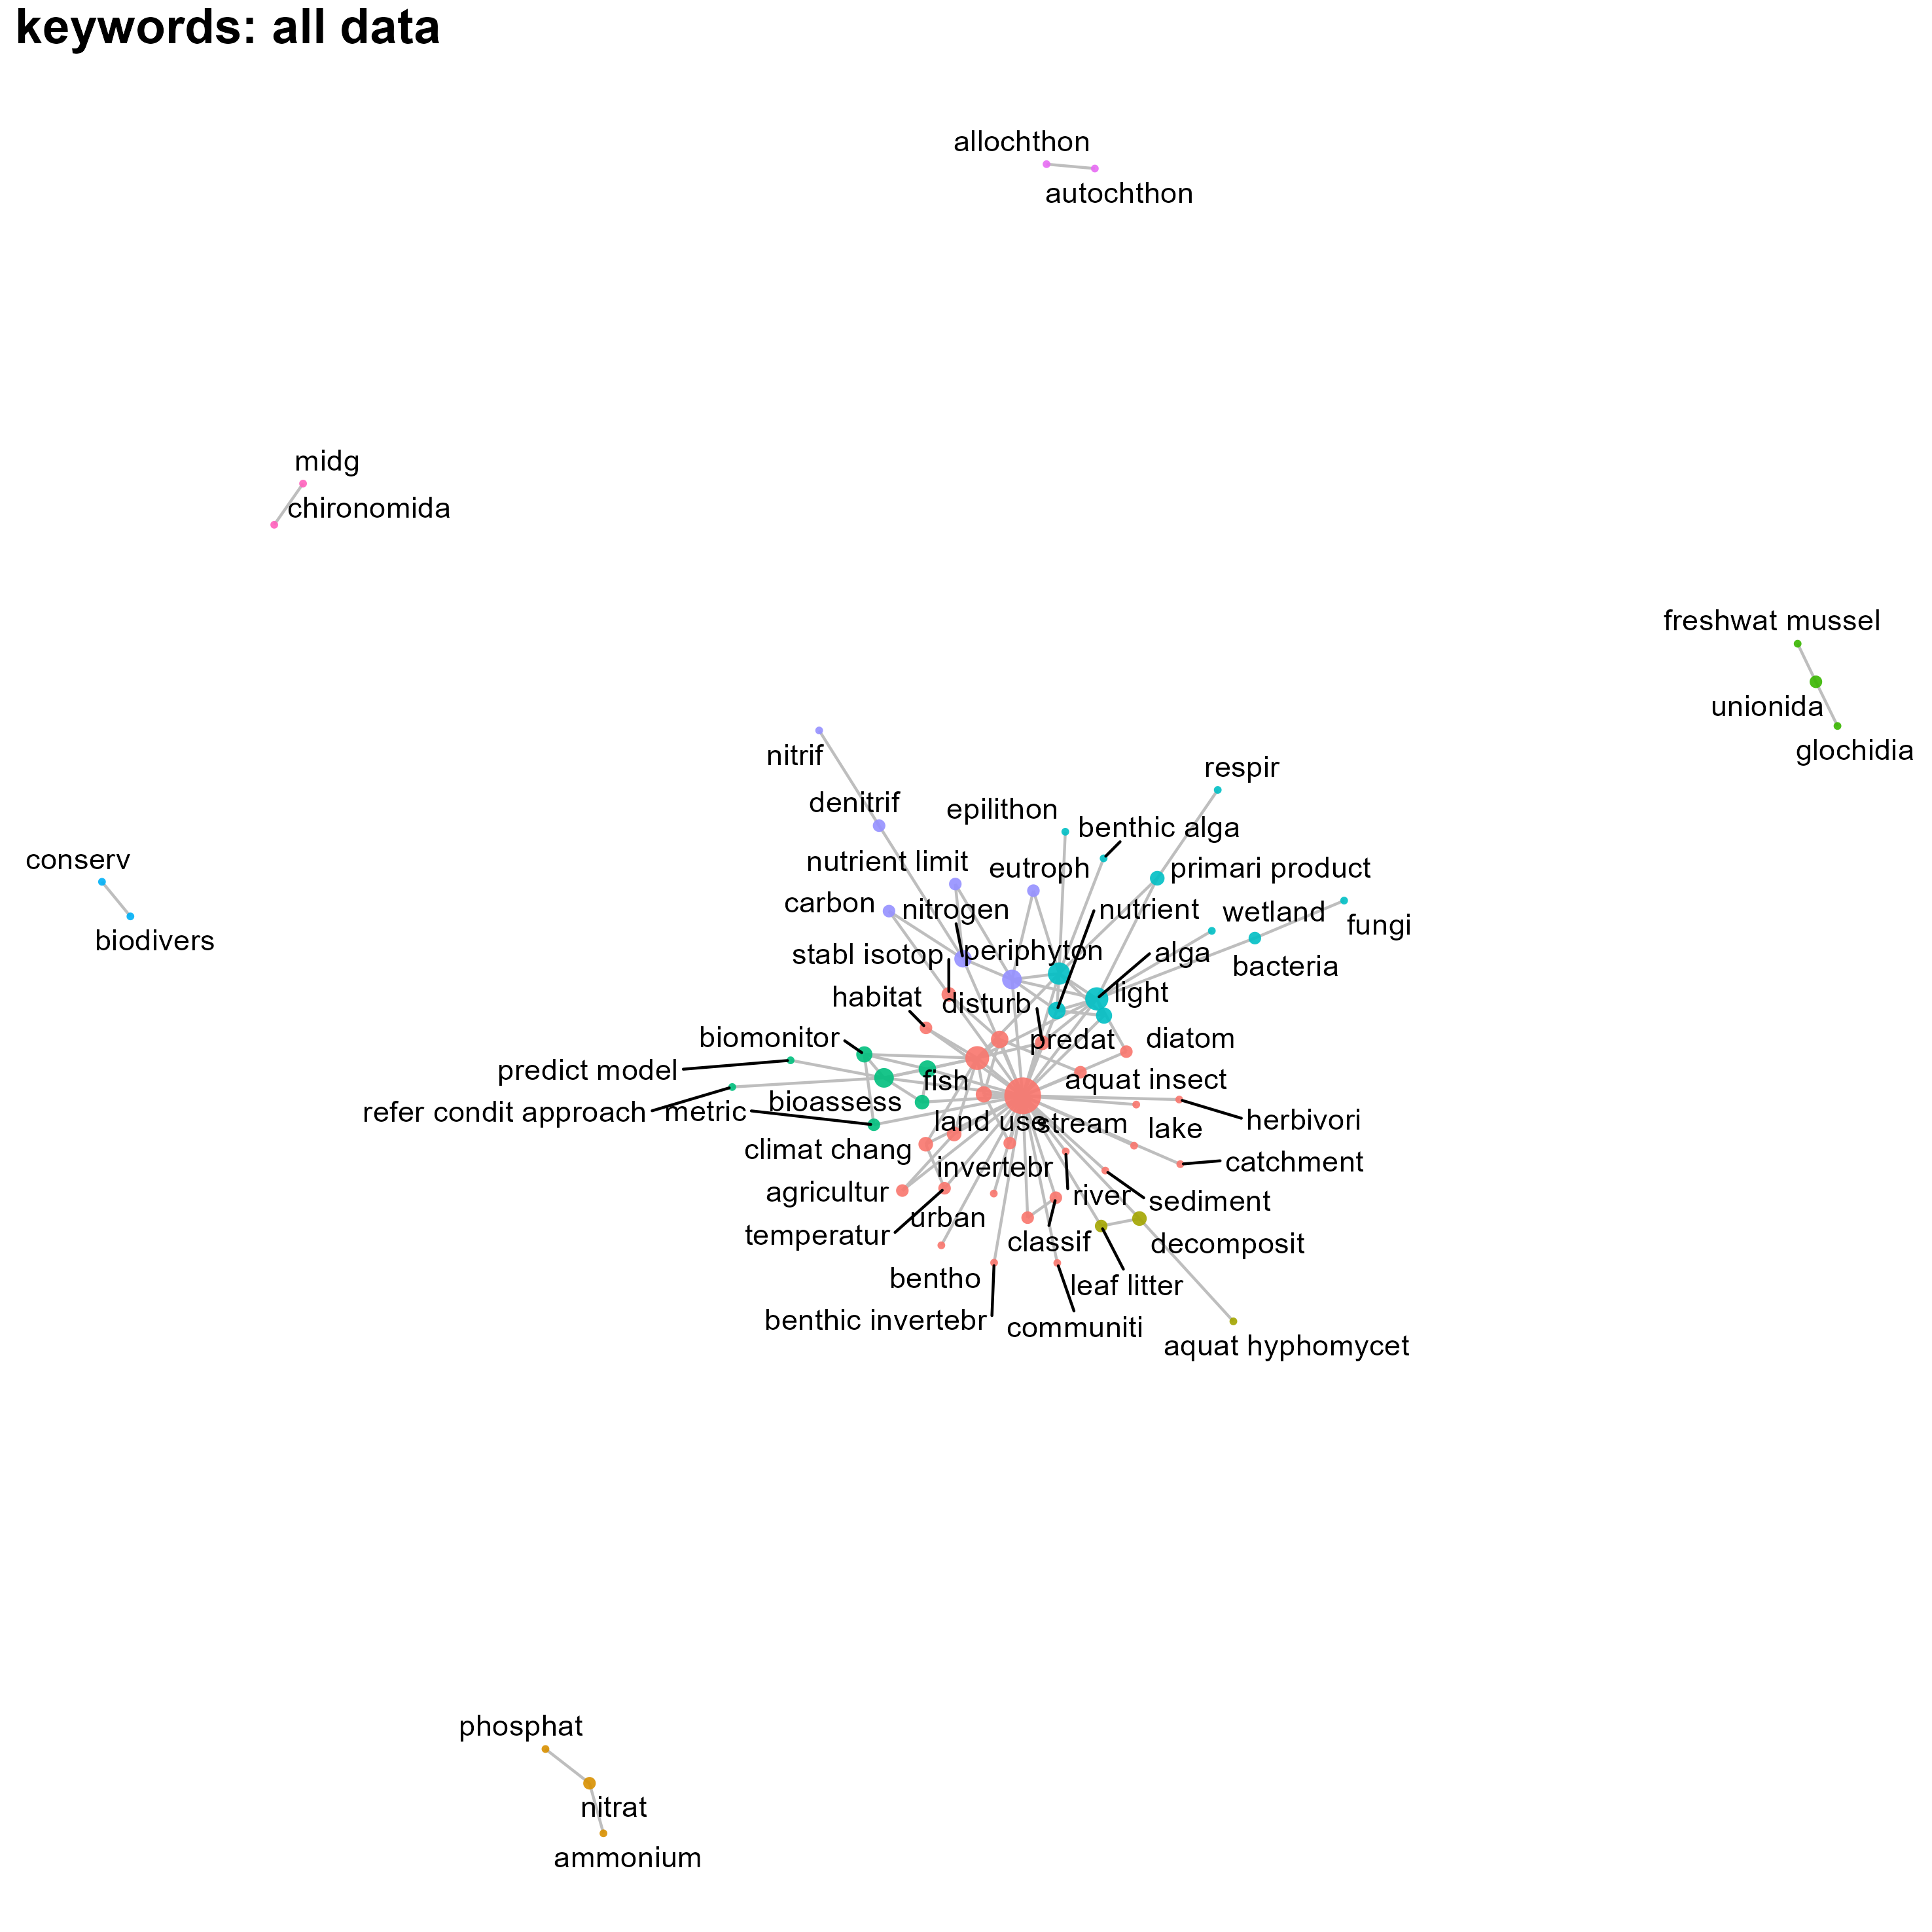 keywords: all data
allochthon
autochthon
midg
chironomida
freshwat mussel
unionida
glochidia
nitrif
respir
denitrif
epilithon
benthic alga
conserv
nutrient limit
eutroph
primari product
carbon
nitrogen
nutrient
wetland
fungi
biodivers
stabl isotop
periphyton
alga
bacteria
habitat
disturb
light
biomonitor
predat
diatom
predict model
fish
aquat insect
refer condit approach
metric
bioassess
land use
stream
lake
herbivori
climat chang
invertebr
catchment
agricultur
river
sediment
temperatur
urban
classif
decomposit
bentho
leaf litter
benthic invertebr
communiti
aquat hyphomycet
phosphat
nitrat
ammonium